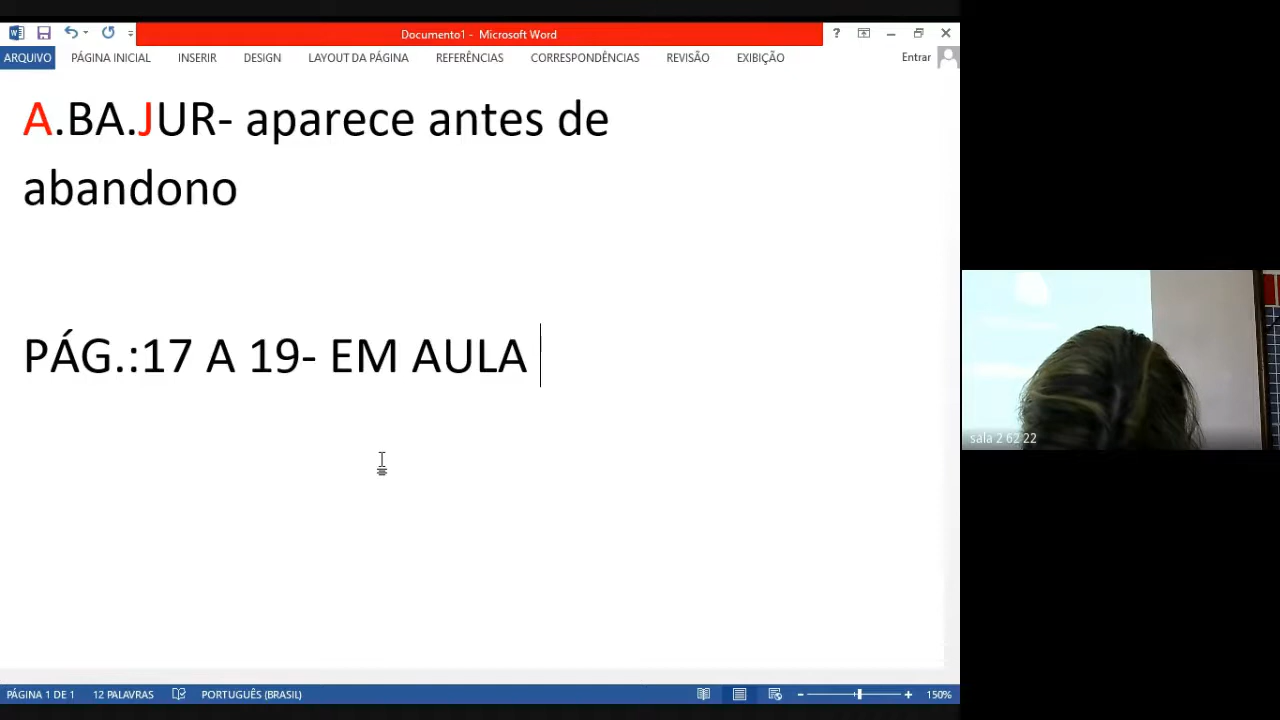 Documento1 - Microsoft Word
?
ARQUIVO PÁGINA INICIAL INSERIR DESIGN LAYOUT DA PÁGINA REFERÊNCIAS CORRESPONDÊNCIAS REVISÃO EXIBIÇÃO Entrar
A.BA.JUR- aparece antes de
abandono
PÁG.:17 A 19- EM AULA
sala 2 62 22
PÁGINA 1 DE 1 12 PALAVRAS PORTUGUÊS (BRASIL) 150%